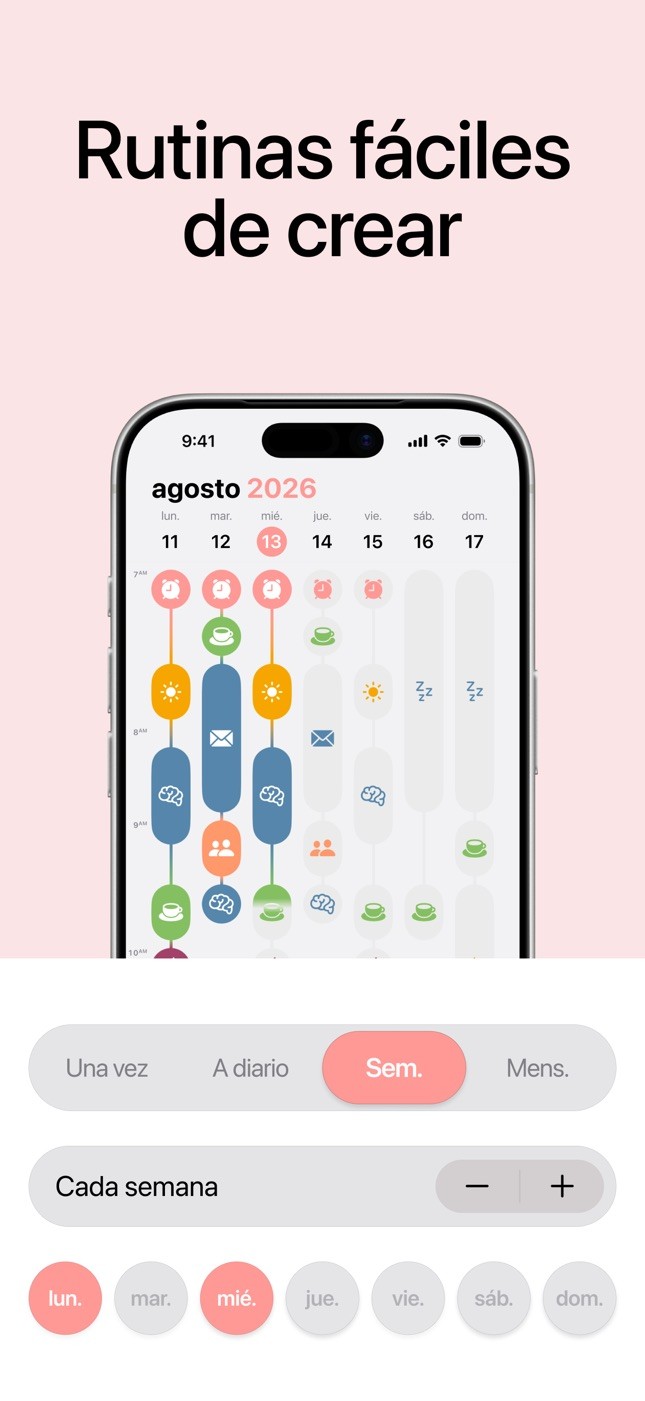 Rutinas fáciles
de crear
9:41
agosto 2026
lun. mar. mié. jue. vie. sáb. dom.
11 12 13 14 15 16 17
7AM
Zzz Zzz
8AM
9AM
10AM
Una vez A diario Sem. Mens.
Cada semana − +
lun. mar. mié. jue. vie. sáb. dom.